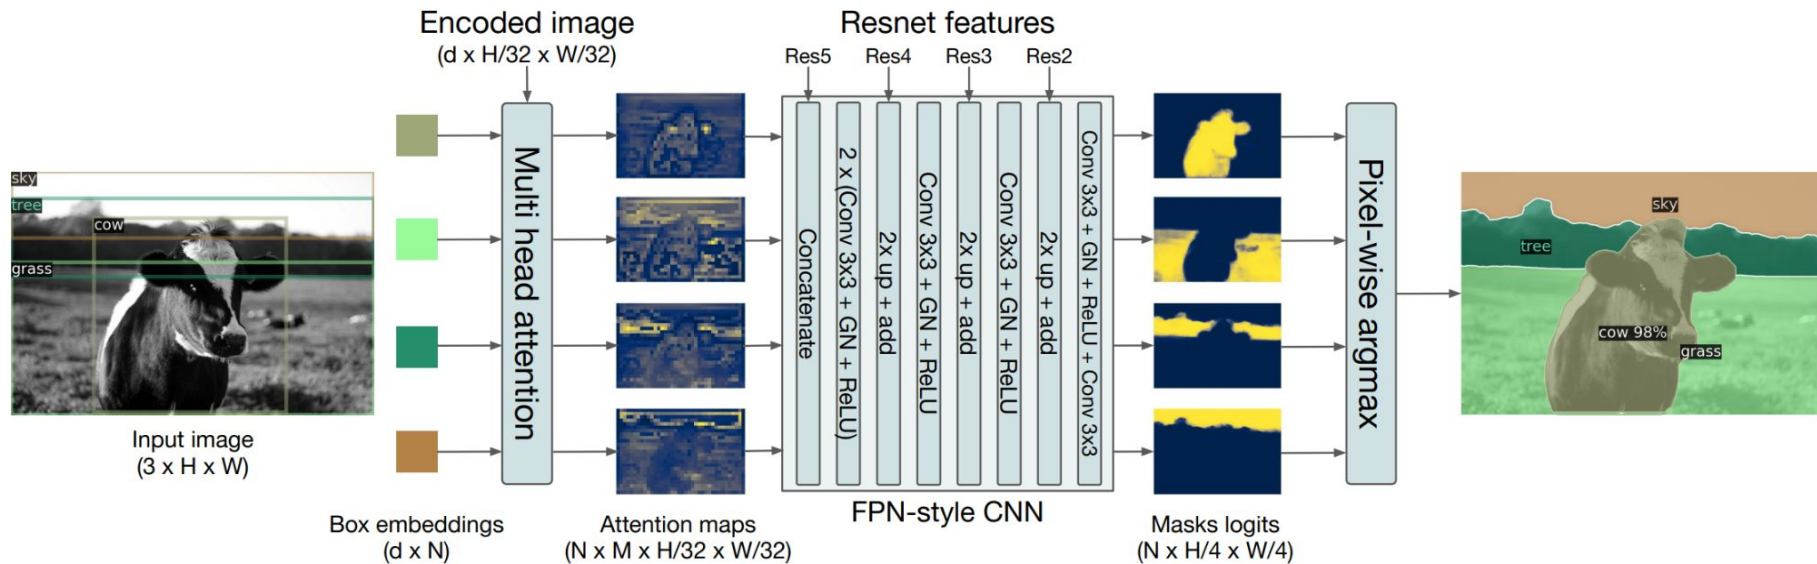 Encoded image
(d x H/32 x W/32)
Resnet features
Res5
Res4
Res3
Res2
sky
tree
cow
grass
Input image
(3 x H x W)
Box embeddings
(d x N)
Multi head attention
Attention maps
(N x M x H/32 x W/32)
Concatenate
2 x (Conv 3x3 + GN + ReLU)
2x up + add
Conv 3x3 + GN + ReLU
2x up + add
Conv 3x3 + GN + ReLU
2x up + add
Conv 3x3 + GN + ReLU + Conv 3x3
FPN-style CNN
Masks logits
(N x H/4 x W/4)
Pixel-wise argmax
sky
tree
cow 98%
grass